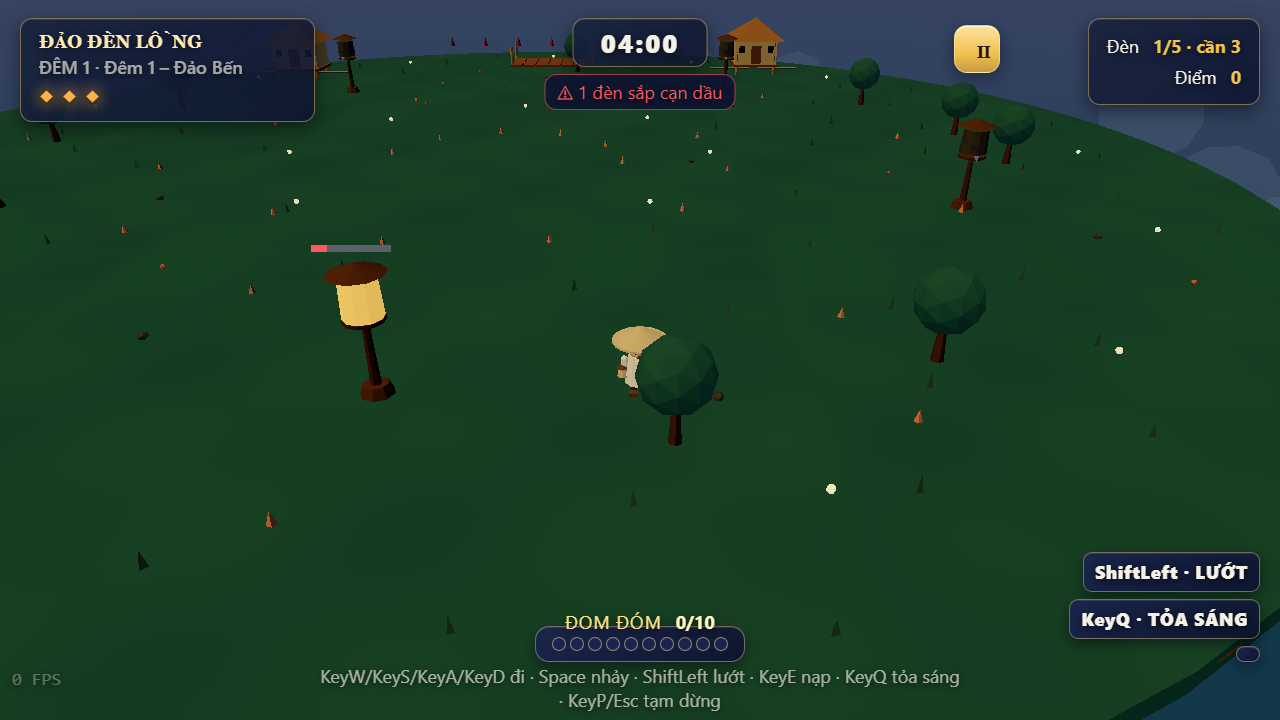 ĐẢO ĐÈN LỒNG
ĐÊM 1 · Đêm 1 – Đảo Bến
04:00
⚠ 1 đèn sắp cạn dầu
II
Đèn 1/5 · cần 3
Điểm 0
ShiftLeft · LƯỚT
KeyQ · TỎA SÁNG
ĐOM ĐÓM 0/10
0 FPS
KeyW/KeyS/KeyA/KeyD đi · Space nhảy · ShiftLeft lướt · KeyE nạp · KeyQ tỏa sáng
· KeyP/Esc tạm dừng